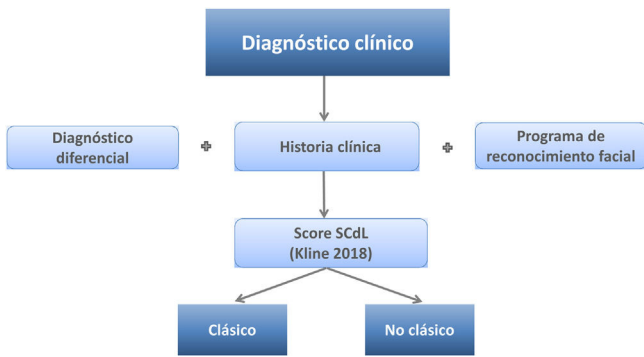 Diagnóstico clínico
Diagnóstico
diferencial
Historia clínica
Programa de
reconocimiento facial
Score SCdL
(Kline 2018)
Clásico
No clásico